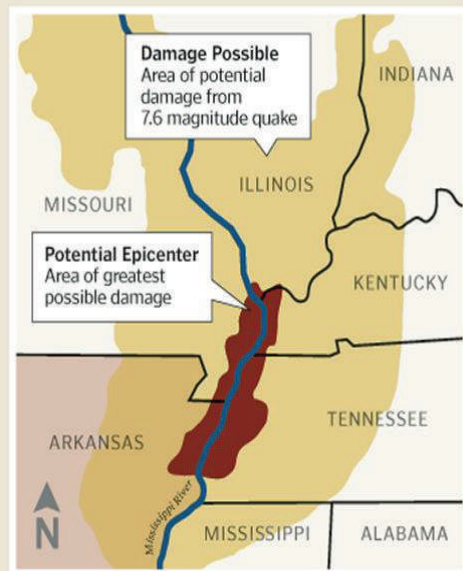 Damage Possible
Area of potential
damage from
7.6 magnitude quake
INDIANA
ILLINOIS
MISSOURI
Potential Epicenter
Area of greatest
possible damage
KENTUCKY
TENNESSEE
ARKANSAS
Mississippi River
N
MISSISSIPPI
ALABAMA